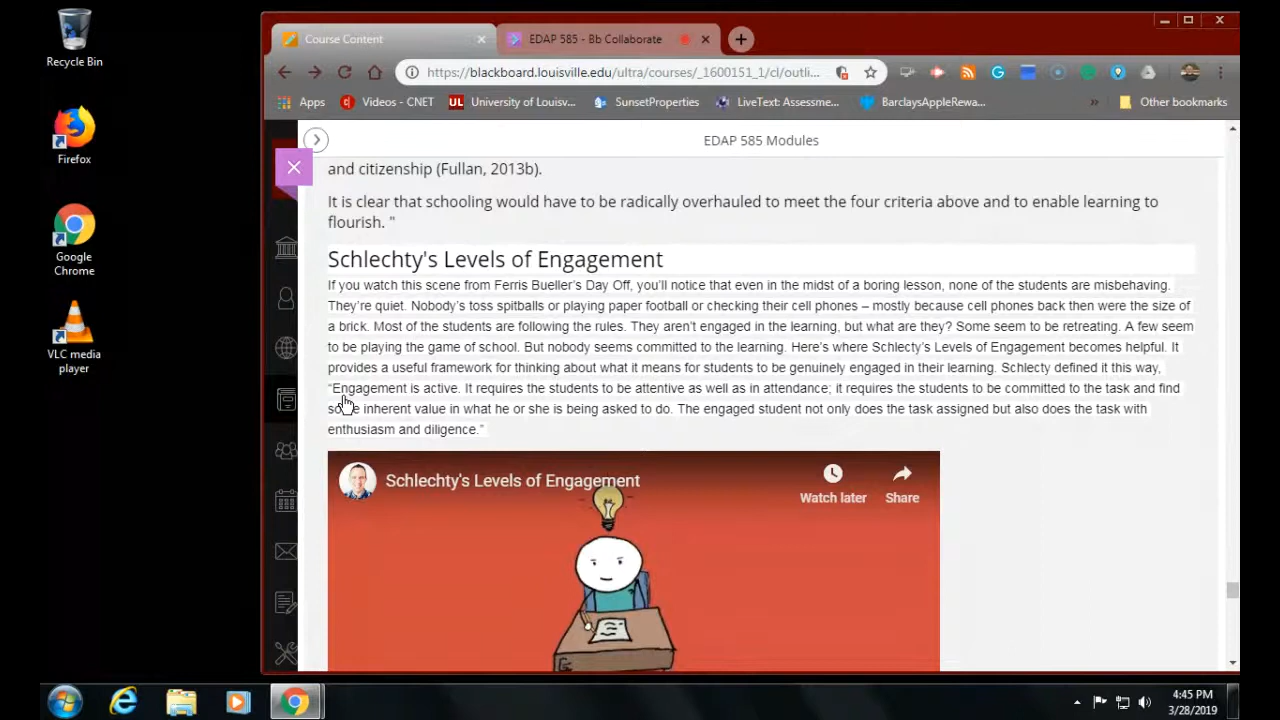 Recycle Bin
Firefox
Google
Chrome
VLC media
player
Course Content
EDAP 585 - Bb Collaborate
https://blackboard.louisville.edu/ultra/courses/_1600151_1/cl/outli...
Apps
Videos - CNET
UL University of Louisv...
SunsetProperties
LiveText: Assessme...
BarclaysAppleRewa...
» Other bookmarks
EDAP 585 Modules
and citizenship (Fullan, 2013b).
It is clear that schooling would have to be radically overhauled to meet the four criteria above and to enable learning to
flourish. "
Schlechty's Levels of Engagement
If you watch this scene from Ferris Bueller’s Day Off, you’ll notice that even in the midst of a boring lesson, none of the students are misbehaving.
They’re quiet. Nobody’s toss spitballs or playing paper football or checking their cell phones – mostly because cell phones back then were the size of
a brick. Most of the students are following the rules. They aren’t engaged in the learning, but what are they? Some seem to be retreating. A few seem
to be playing the game of school. But nobody seems committed to the learning. Here’s where Schlecty’s Levels of Engagement becomes helpful. It
provides a useful framework for thinking about what it means for students to be genuinely engaged in their learning. Schlecty defined it this way,
“Engagement is active. It requires the students to be attentive as well as in attendance; it requires the students to be committed to the task and find
some inherent value in what he or she is being asked to do. The engaged student not only does the task assigned but also does the task with
enthusiasm and diligence.”
Schlechty's Levels of Engagement
Watch later
Share
4:45 PM
3/28/2019